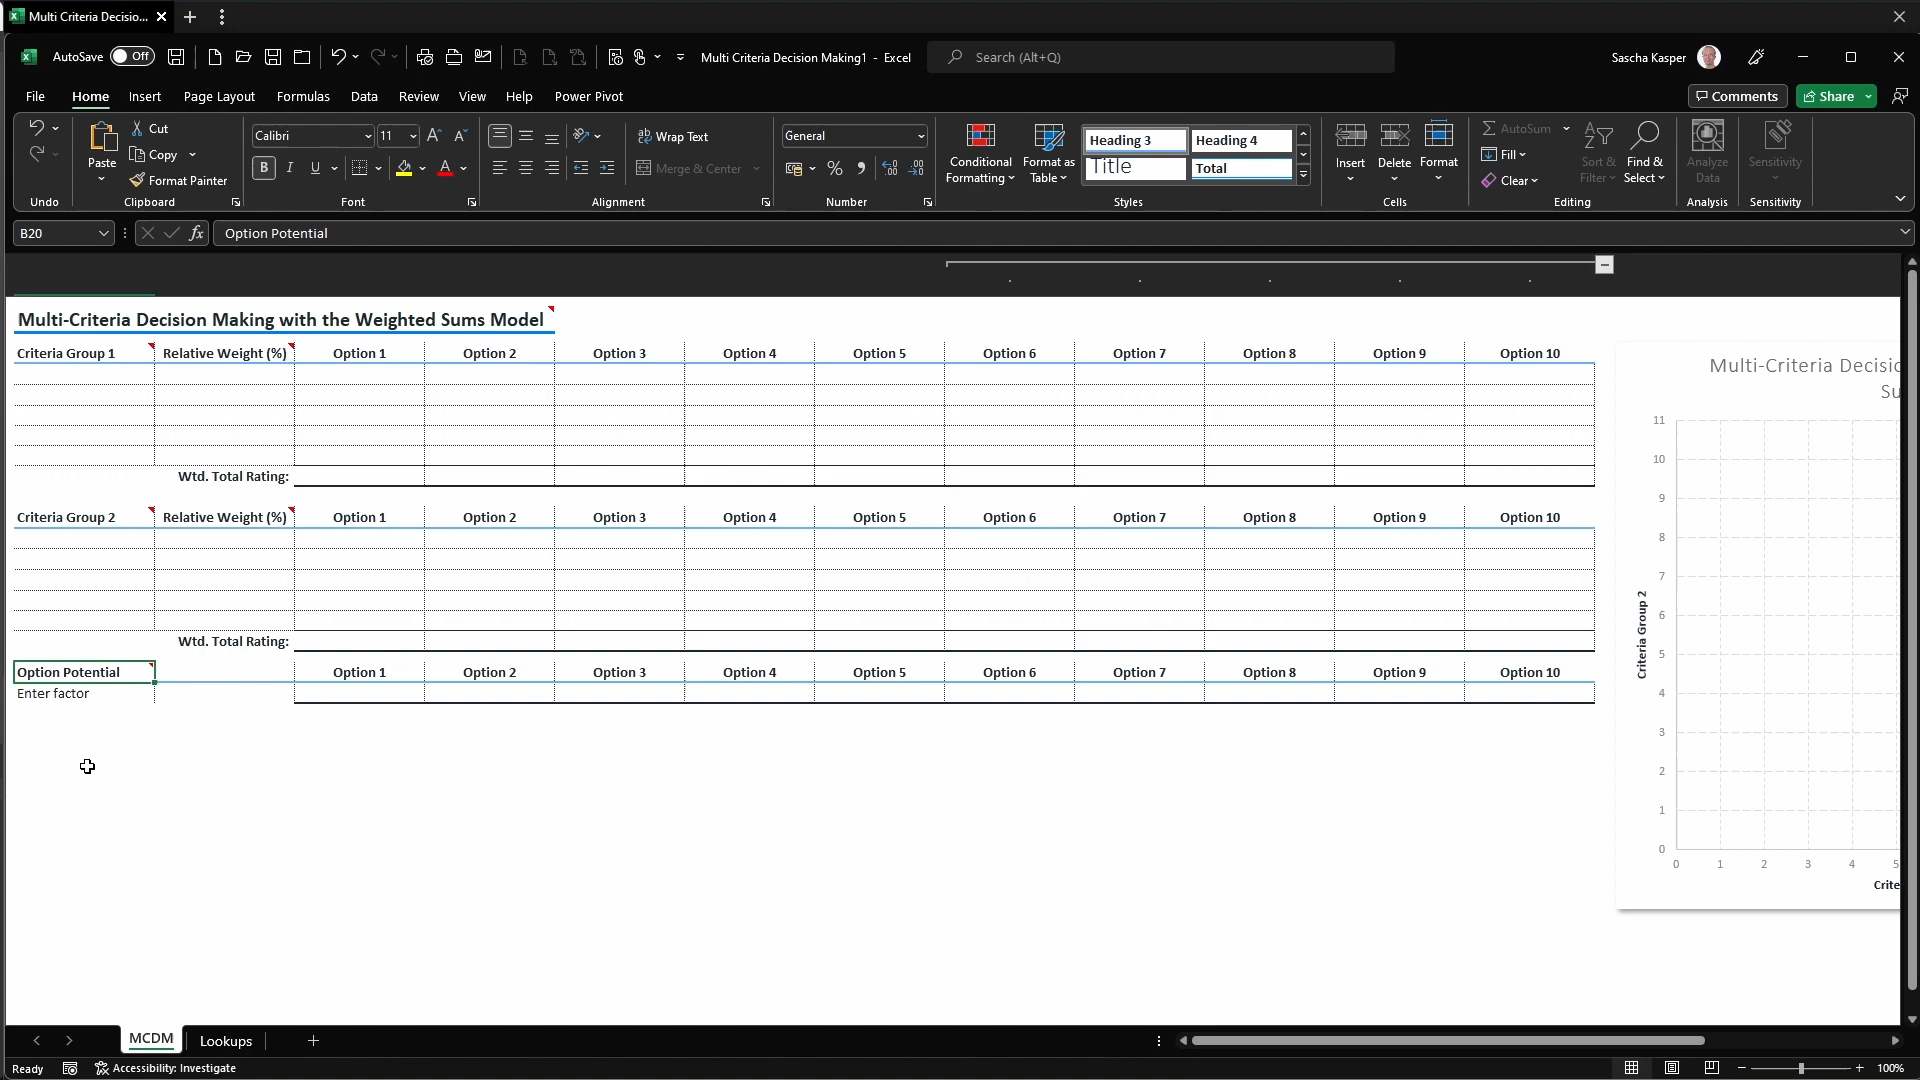 Multi Criteria Decisio...
AutoSave Off Multi Criteria Decision Making1 - Excel Search (Alt+Q) Sascha Kasper
File Home Insert Page Layout Formulas Data Review View Help Power Pivot Comments Share
Paste Cut Copy Format Painter
Calibri 11 B I U A
Wrap Text Merge & Center
General
Conditional Formatting Format as Table
Heading 3 Heading 4
Title Total
Insert Delete Format
AutoSum Fill Clear
Sort & Filter Find & Select
Analyze Data Sensitivity
Undo Clipboard Font Alignment Number Styles Cells Editing Analysis Sensitivity
B20 fx Option Potential
Multi-Criteria Decision Making with the Weighted Sums Model
Criteria Group 1 Relative Weight (%) Option 1 Option 2 Option 3 Option 4 Option 5 Option 6 Option 7 Option 8 Option 9 Option 10
Wtd. Total Rating:
Criteria Group 2 Relative Weight (%) Option 1 Option 2 Option 3 Option 4 Option 5 Option 6 Option 7 Option 8 Option 9 Option 10
Wtd. Total Rating:
Option Potential Option 1 Option 2 Option 3 Option 4 Option 5 Option 6 Option 7 Option 8 Option 9 Option 10
Enter factor
Multi-Criteria Decisio
Su
11
10
9
8
7
6
5
4
3
2
1
0
Criteria Group 2
0 1 2 3 4 5
Crite
MCDM Lookups
Ready Accessibility: Investigate 100%